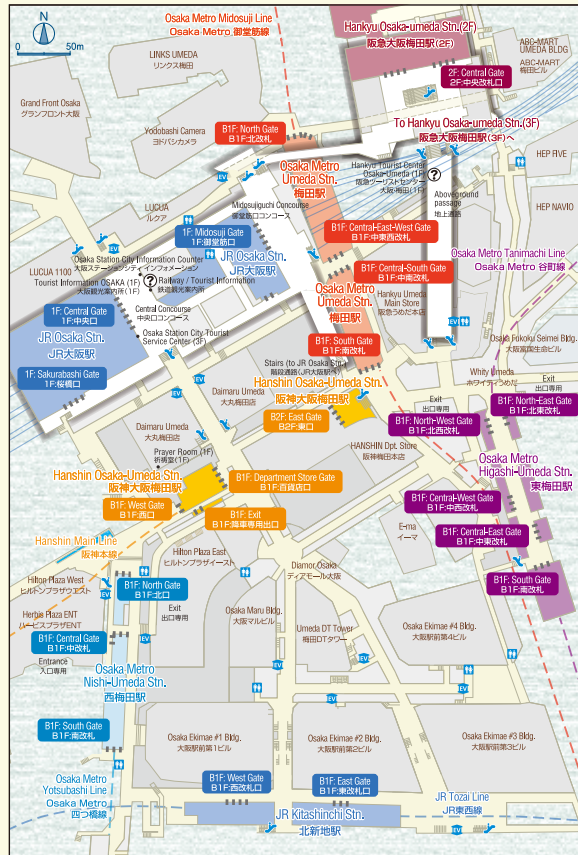 Osaka Metro Midosuji Line
Osaka Metro 御堂筋線
N
0
50m
Hankyu Osaka-umeda Stn.(2F)
阪急大阪梅田駅(2F)
ABC-MART
UMEDA BLDG
ABC-MART
梅田ビル
LINKS UMEDA
リンクス梅田
2F: Central Gate
2F:中央改札口
Grand Front Osaka
グランフロント大阪
Yodobashi Camera
ヨドバシカメラ
B1F: North Gate
B1F:北改札
To Hankyu Osaka-umeda Stn.(3F)
阪急大阪梅田駅(3F)へ
HEP FIVE
Osaka Metro
Umeda Stn.
梅田駅
Hankyu Tourist Center
Osaka-Umeda (1F)
阪急ツーリストセンター
大阪・梅田(1F)
?
EV
Aboveground
passage
地上通路
HEP NAVIO
LUCUA
ルクア
Midosujiguchi Concourse
御堂筋口コンコース
1F: Midosuji Gate
1F:御堂筋口
B1F: Central-East-West Gate
B1F:中東西改札
JR Osaka Stn.
JR大阪駅
Osaka Metro Tanimachi Line
Osaka Metro 谷町線
Osaka Station City Information Counter
大阪ステーションシティインフォメーション
LUCUA 1100
Tourist Information OSAKA (1F)
大阪観光案内所(1F)
?
Railway / Tourist Information
鉄道観光案内所
B1F: Central-South Gate
B1F:中南改札
Osaka Metro
Umeda Stn.
梅田駅
Hankyu Umeda
Main Store
阪急うめだ本店
1F: Central Gate
1F:中央口
Central Concourse
中央口コンコース
JR Osaka Stn.
JR大阪駅
Osaka Station City Tourist
Service Center (3F)
B1F: South Gate
B1F:南改札
Osaka Fukoku Seimei Bldg.
大阪富国生命ビル
Stairs (to JR Osaka Stn.)
階段通路(JR大阪駅へ)
1F: Sakurabashi Gate
1F:桜橋口
Whity Umeda
ホワイティうめだ
Exit
出口専用
Hanshin Osaka-Umeda Stn.
阪神大阪梅田駅
Exit
出口専用
B1F: North-East Gate
B1F:北東改札
Daimaru Umeda
大丸梅田店
B2F: East Gate
B2F:東口
B1F: North-West Gate
B1F:北西改札
Daimaru Umeda
大丸梅田店
HANSHIN Dpt. Store
阪神梅田本店
Osaka Metro
Higashi-Umeda Stn.
東梅田駅
Prayer Room (1F)
祈祷室(1F)
Hanshin Osaka-Umeda Stn.
阪神大阪梅田駅
B1F: Department Store Gate
B1F:百貨店口
B1F: Central-West Gate
B1F:中西改札
B1F: West Gate
B1F:西口
B1F: Exit
B1F:降車専用出口
E-ma
イーマ
B1F: Central-East Gate
B1F:中東改札
Hanshin Main Line
阪神本線
Hilton Plaza East
ヒルトンプラザイースト
Diamor Osaka
ディアモール大阪
B1F: South Gate
B1F:南改札
Hilton Plaza West
ヒルトンプラザウエスト
B1F: North Gate
B1F:北口
Herbis Plaza ENT
ハービスプラザENT
Exit
出口専用
Osaka Maru Bldg.
大阪マルビル
Umeda DT Tower
梅田DTタワー
Osaka Ekimae #4 Bldg.
大阪駅前第4ビル
B1F: Central Gate
B1F:中改札
EV
Entrance
入口専用
Osaka Metro
Nishi-Umeda Stn.
西梅田駅
EV
EV
B1F: South Gate
B1F:南改札
Osaka Ekimae #1 Bldg.
大阪駅前第1ビル
Osaka Ekimae #2 Bldg.
大阪駅前第2ビル
Osaka Ekimae #3 Bldg.
大阪駅前第3ビル
Osaka Metro
Yotsubashi Line
Osaka Metro
四つ橋線
B1F: West Gate
B1F:西改札口
B1F: East Gate
B1F:東改札口
JR Tozai Line
JR東西線
JR Kitashinchi Stn.
北新地駅
EV